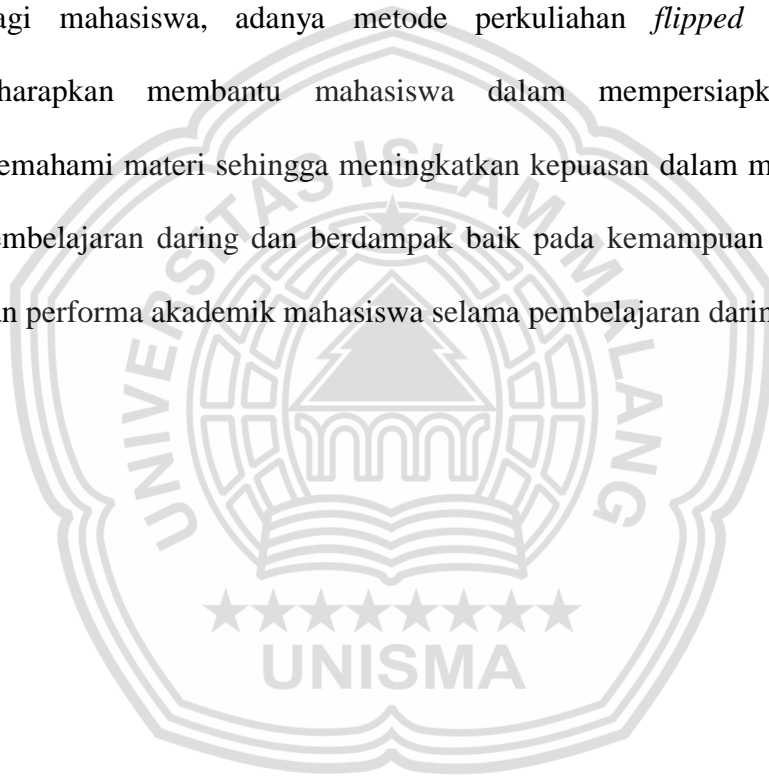 agi mahasiswa, adanya metode perkuliahan flipped
harapkan membantu mahasiswa dalam mempersiapk
emahami materi sehingga meningkatkan kepuasan dalam m
embelajaran daring dan berdampak baik pada kemampuan
an performa akademik mahasiswa selama pembelajaran darin
UNIVERSITAS ISLAM MALANG
UNISMA